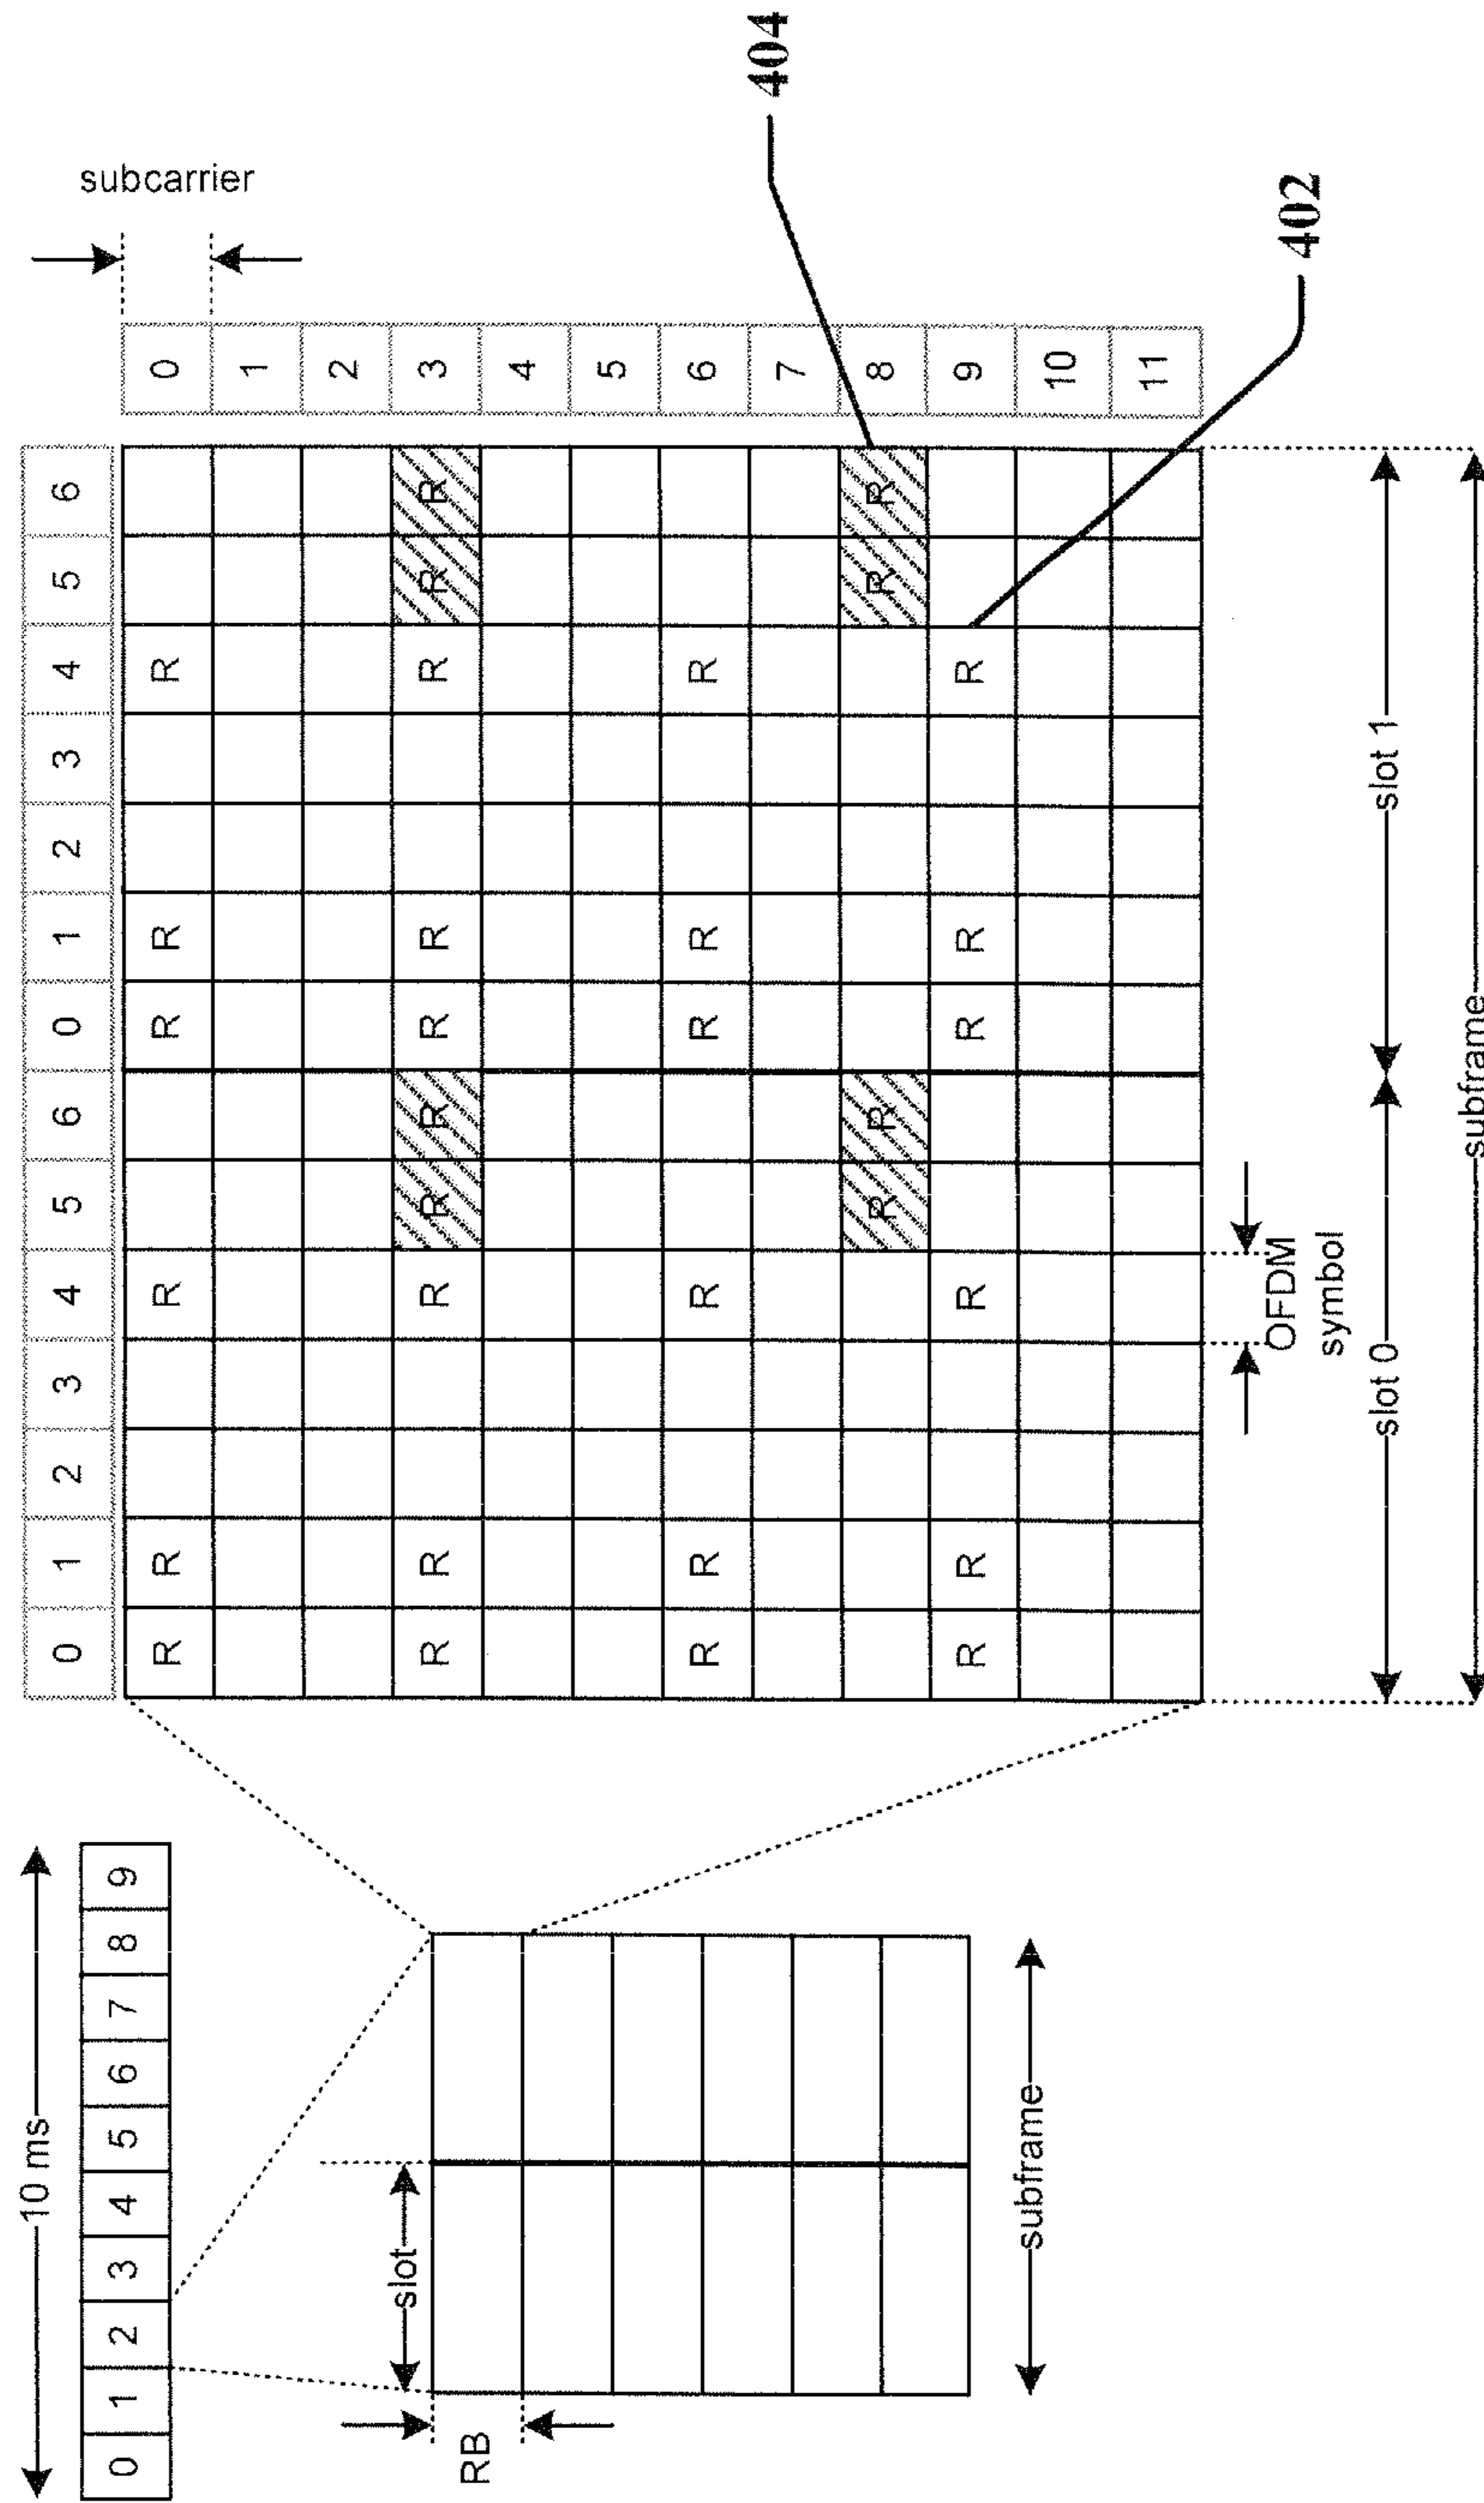 10 ms
0 1 2 3 4 5 6 7 8 9
slot
RB
subframe
0 1 2 3 4 5 6 0 1 2 3 4 5 6
subcarrier
R R R R R R 0
1
2
R R R R R R R R R R 3
4
5
R R R R R R 6
7
404
R R R R 8
R R R R R R 9
10
11
402
OFDM
symbol
slot 0 slot 1
subframe